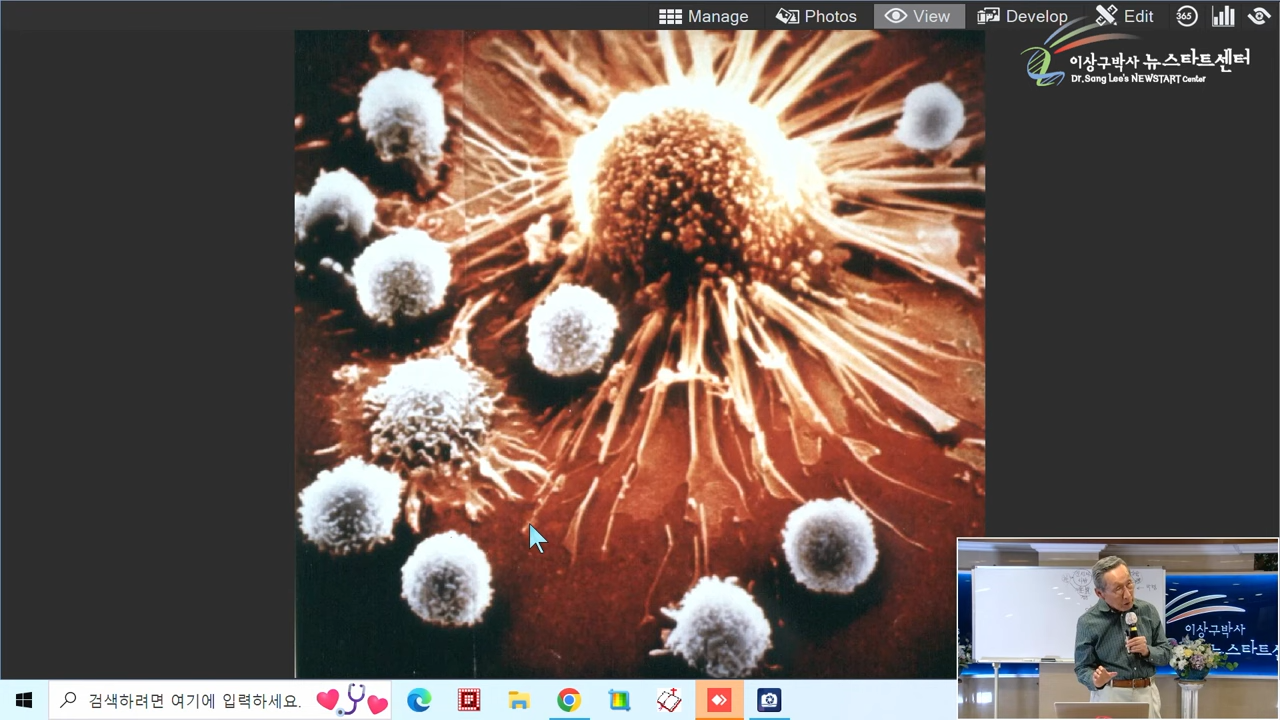 Manage
Photos
View
Develop
Edit
365
이상구박사 뉴스타트센터
Dr.Sang Lee's NEWSTART Center
이상구박사
뉴스타트센
검색하려면 여기에 입력하세요.